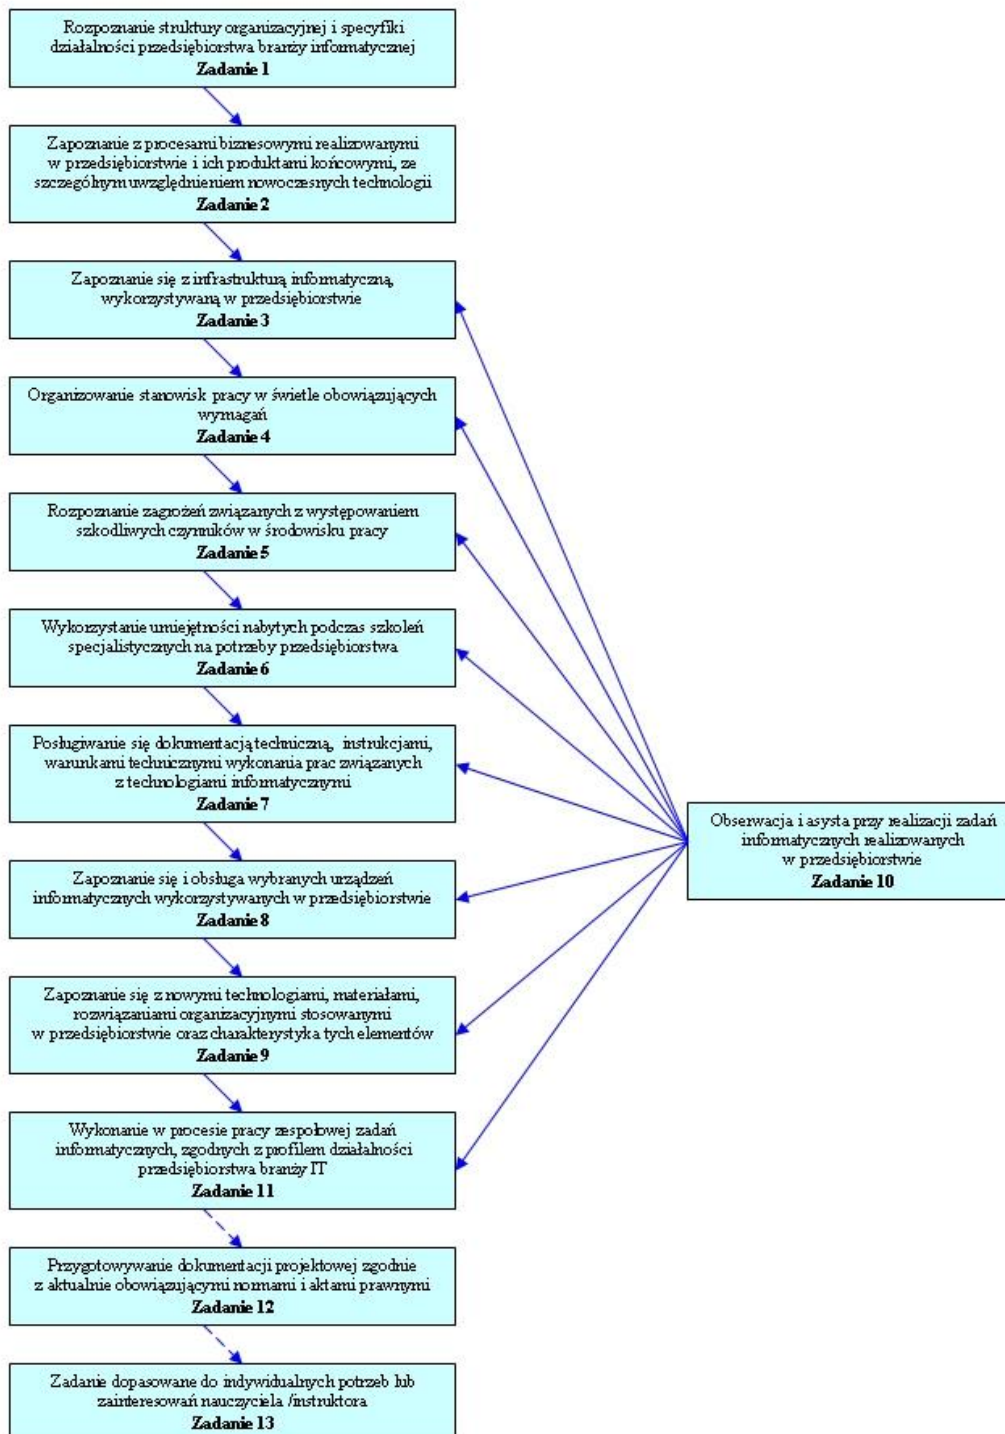 Rozpoznanie struktury organizacyjnej i specyfiki
działalności przedsiębiorstwa branży informatycznej
Zadanie 1
Zapoznanie z procesami biznesowymi realizowanymi
w przedsiębiorstwie i ich produktami końcowymi, ze
szczególnym uwzględnieniem nowoczesnych technologii
Zadanie 2
Zapoznanie się z infrastrukturą informatyczną,
wykorzystywaną w przedsiębiorstwie
Zadanie 3
Organizowanie stanowisk pracy w świetle obowiązujących
wymagań
Zadanie 4
Rozpoznanie zagrożeń związanych z występowaniem
szkodliwych czynników w środowisku pracy
Zadanie 5
Wykorzystanie umiejętności nabytych podczas szkoleń
specjalistycznych na potrzeby przedsiębiorstwa
Zadanie 6
Posługiwanie się dokumentacją techniczną, instrukcjami,
warunkami technicznymi wykonania prac związanych
z technologiami informatycznymi
Zadanie 7
Zapoznanie się i obsługa wybranych urządzeń
informatycznych wykorzystywanych w przedsiębiorstwie
Zadanie 8
Zapoznanie się z nowymi technologiami, materiałami,
rozwiązaniami organizacyjnymi stosowanymi
w przedsiębiorstwie oraz charakterystyka tych elementów
Zadanie 9
Obserwacja i asysta przy realizacji zadań
informatycznych realizowanych
w przedsiębiorstwie
Zadanie 10
Wykonanie w procesie pracy zespołowej zadań
informatycznych, zgodnych z profilem działalności
przedsiębiorstwa branży IT
Zadanie 11
Przygotowywanie dokumentacji projektowej zgodnie
z aktualnie obowiązującymi normami i aktami prawnymi
Zadanie 12
Zadanie dopasowane do indywidualnych potrzeb lub
zainteresowań nauczyciela /instruktora
Zadanie 13